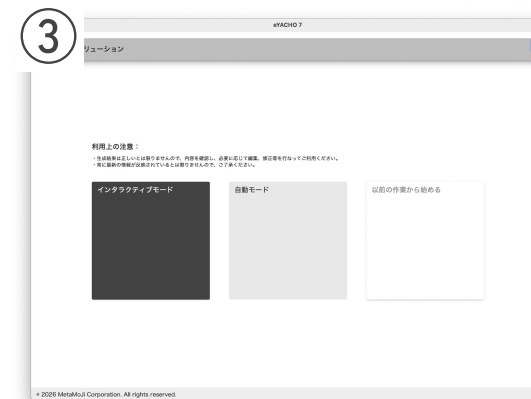 ③
eYACHO 7
リューション
利用上の注意：
・生成結果は正しいとは限りませんので、内容を確認し、必要に応じて編集、修正等を行なってご利用ください。
・常に最新の情報が反映されているとは限りませんので、ご了承ください。
インタラクティブモード
自動モード
以前の作業から始める
© 2026 MetaMoJi Corporation. All rights reserved.